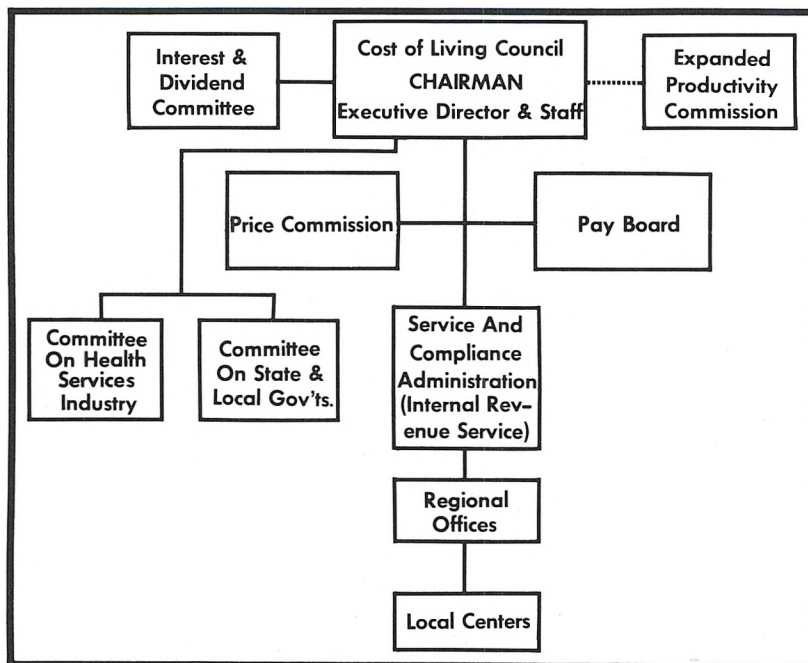 Interest &
Dividend
Committee
Cost of Living Council
CHAIRMAN
Executive Director & Staff
Expanded
Productivity
Commission
Price Commission
Pay Board
Committee
On Health
Services
Industry
Committee
On State &
Local Gov'ts.
Service And
Compliance
Administration
(Internal Rev-
enue Service)
Regional
Offices
Local Centers